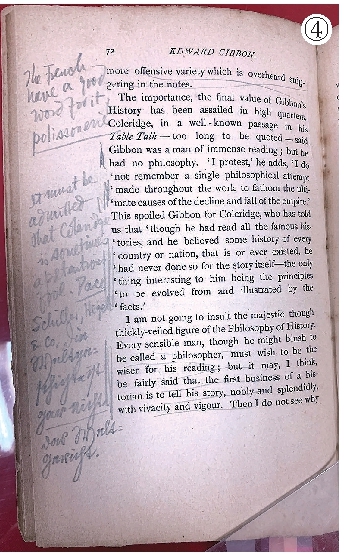 ④
72 EDWARD GIBBON
more offensive variety which is overheard snig-
gering in the notes.
The importance, the final value of Gibbon's
History has been assailed in high quarters.
Coleridge, in a well-known passage in his
Table Talk—too long to be quoted—said
Gibbon was a man of immense reading; but he
had no philosophy. 'I protest,' he adds, 'I do
'not remember a single philosophical attempt
'made throughout the work to fathom the ulti-
'mate causes of the decline and fall of the empire.'
This spoiled Gibbon for Coleridge, who has told
us that 'though he had read all the famous his-
'tories, and he believed some history of every
'country or nation, that is or ever existed, he
'had never done so for the story itself—the only
'thing interesting to him being the principles
'to be evolved from and illustrated by the
'facts.'
I am not going to insult the majestic though
thickly-veiled figure of the Philosophy of History.
Every sensible man, though he might blush to
be called a philosopher, must wish to be the
wiser for his reading; but it may, I think,
be fairly said that the first business of a his-
torian is to tell his story, nobly and splendidly,
with vivacity and vigour. Then I do not see why
The French
have a good
word for it,
polissonerie
It must be
admitted
that Coleridge